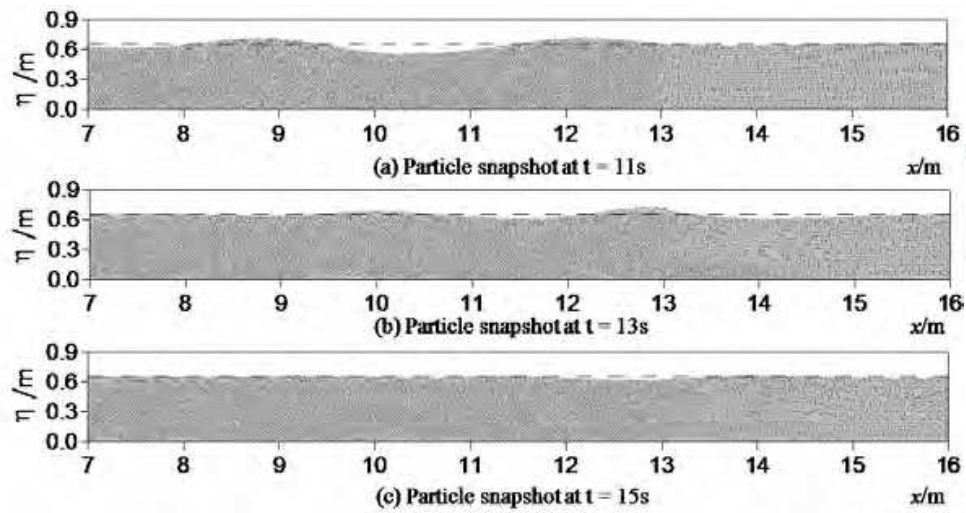 0.9
0.6
0.3
0.0
η /m
7 8 9 10 11 12 13 14 15 16
(a) Particle snapshot at t = 11s x/m
0.9
0.6
0.3
0.0
η /m
7 8 9 10 11 12 13 14 15 16
(b) Particle snapshot at t = 13s x/m
0.9
0.6
0.3
0.0
η /m
7 8 9 10 11 12 13 14 15 16
(c) Particle snapshot at t = 15s x/m